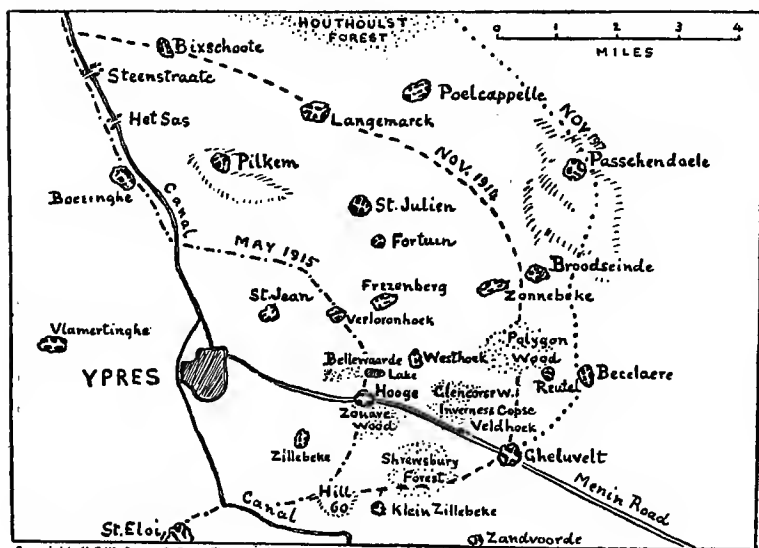 HOUTHOULST
FOREST
0 1 2 3 4
MILES
Bixschoote
Steenstraate
Het Sas
Langemarck
Poelcappelle
NOV. 1917
Passchendaele
Pilkem
NOV. 1914
Boesinghe
Canal
St. Julien
Fortuin
MAY 1915
Broodseinde
St. Jean
Frezenberg
Zonnebeke
Verloronhoek
Vlamertinghe
Polygon
Wood
YPRES
Bellewaarde
Lake
Westhoek
Reutel
Becelaere
Hooge
Glencorse W.
Inverness Copse
Zouave
Wood
Veldhoek
Zillebeke
Shrewsbury
Forest
Gheluvelt
Hill
60
Menin Road
Canal
Klein Zillebeke
St. Eloi
Zandvoorde